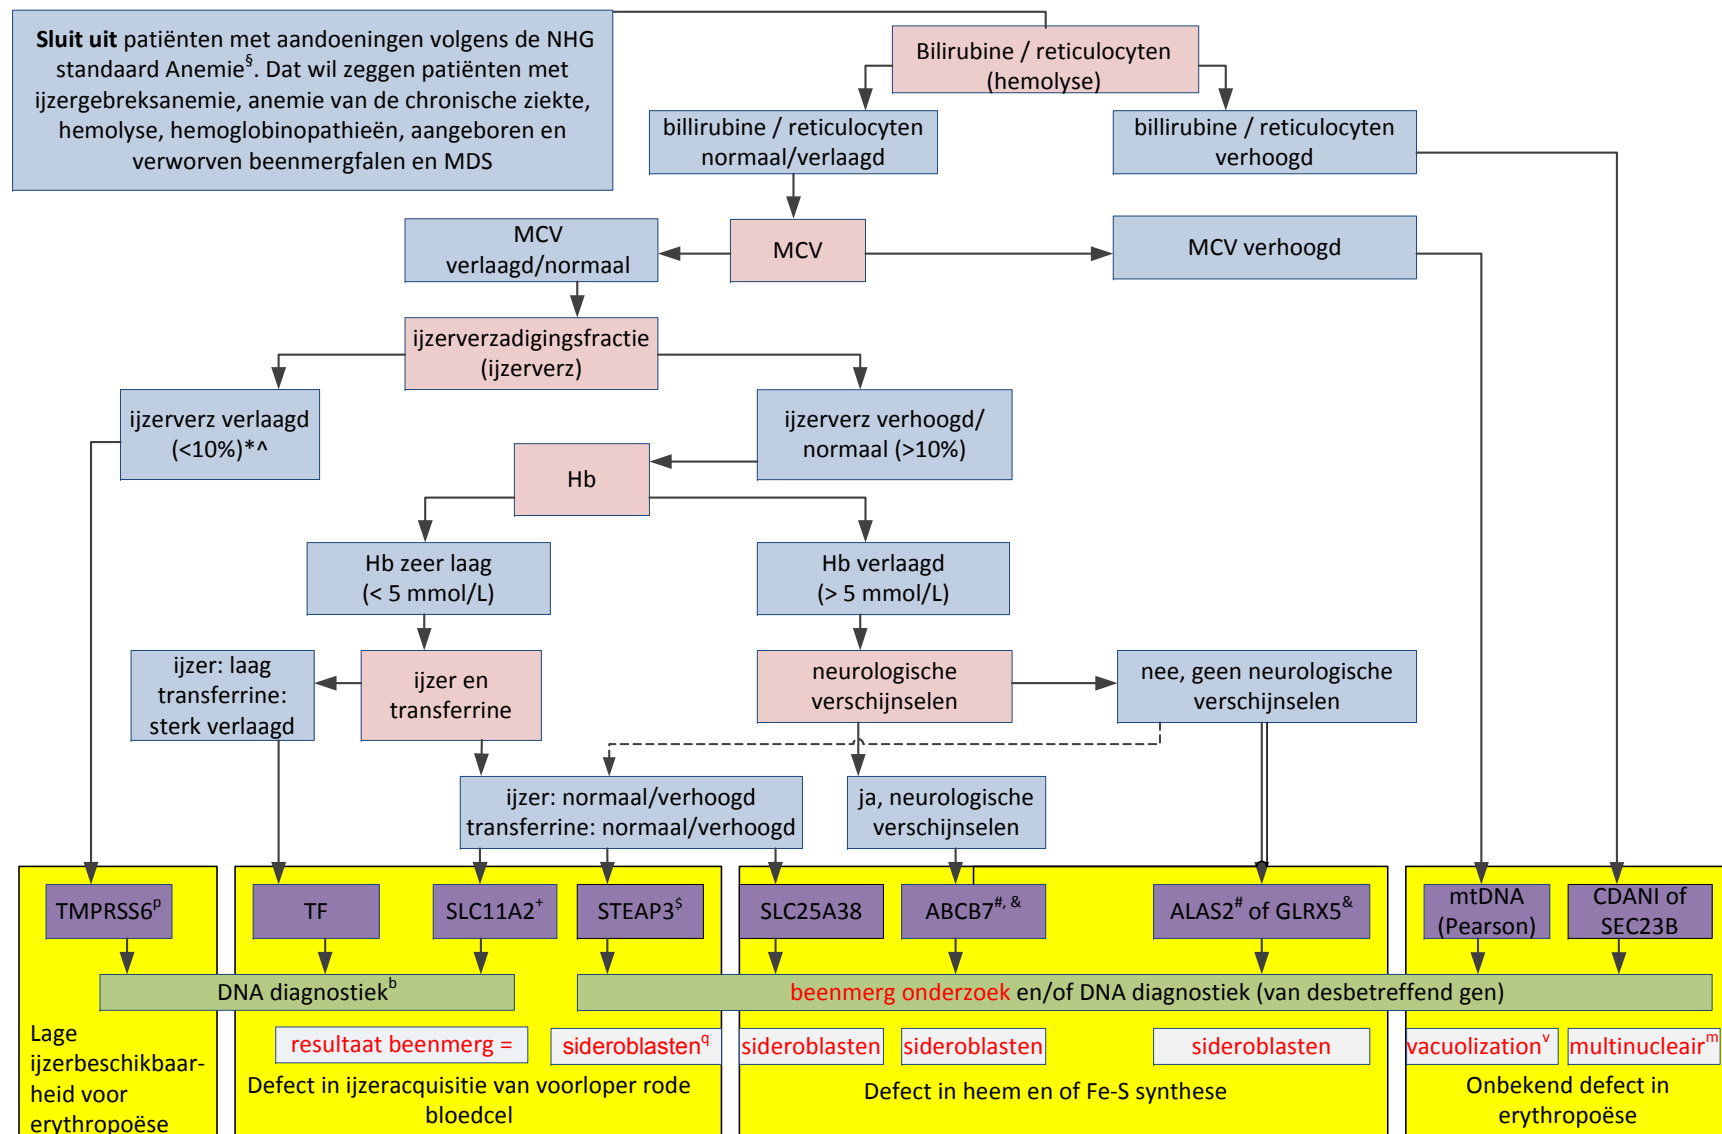 Sluit uit patiënten met aandoeningen volgens de NHG
standaard Anemie§. Dat wil zeggen patiënten met
ijzergebreksanemie, anemie van de chronische ziekte,
hemolyse, hemoglobinopathieën, aangeboren en
verworven beenmergfalen en MDS
Bilirubine / reticulocyten
(hemolyse)
billirubine / reticulocyten
normaal/verlaagd
billirubine / reticulocyten
verhoogd
MCV
verlaagd/normaal
MCV
MCV verhoogd
ijzerverzadigingsfractie
(ijzerverz)
ijzerverz verlaagd
(<10%)*^
ijzerverz verhoogd/
normaal (>10%)
Hb
Hb zeer laag
(< 5 mmol/L)
Hb verlaagd
(> 5 mmol/L)
ijzer: laag
transferrine:
sterk verlaagd
ijzer en
transferrine
neurologische
verschijnselen
nee, geen neurologische
verschijnselen
ijzer: normaal/verhoogd
transferrine: normaal/verhoogd
ja, neurologische
verschijnselen
TMPRSS6p
TF
SLC11A2+
STEAP3$
SLC25A38
ABCB7#, &
ALAS2# of GLRX5&
mtDNA
(Pearson)
CDANI of
SEC23B
DNA diagnostiekb
beenmerg onderzoek en/of DNA diagnostiek (van desbetreffend gen)
resultaat beenmerg =
sideroblastenq
sideroblasten
sideroblasten
sideroblasten
vacuolizationv
multinucleairm
Lage
ijzerbeschikbaar-
heid voor
erythropoëse
Defect in ijzeracquisitie van voorloper rode
bloedcel
Defect in heem en of Fe-S synthese
Onbekend defect in
erythropoëse